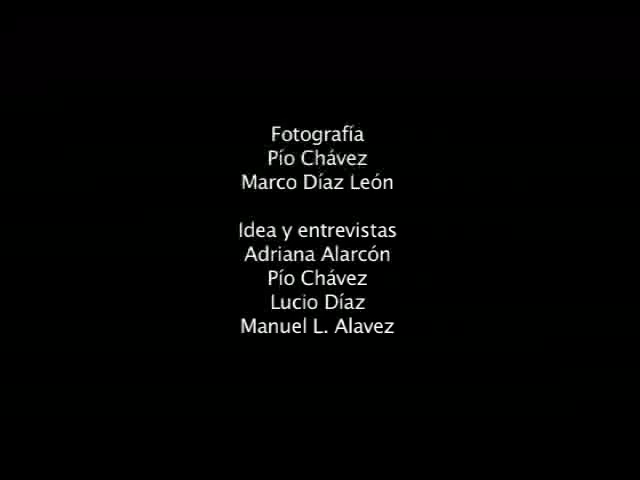 Fotografía
Pío Chávez
Marco Díaz León
Idea y entrevistas
Adriana Alarcón
Pío Chávez
Lucio Díaz
Manuel L. Alavez